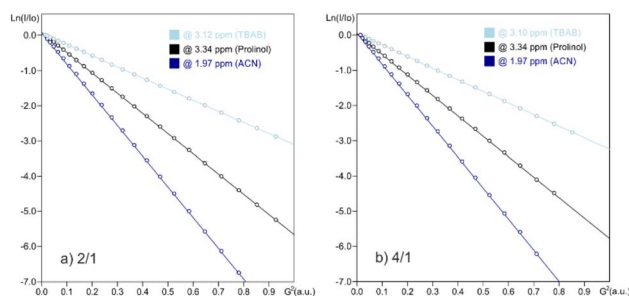 Ln(I/Io)
@ 3.12 ppm (TBAB)
@ 3.34 ppm (Prolinol)
@ 1.97 ppm (ACN)
0.0
-1.0
-2.0
-3.0
-4.0
-5.0
-6.0
-7.0
a) 2/1
0.0 0.1 0.2 0.3 0.4 0.5 0.6 0.7 0.8 G²(a.u.)
Ln(I/Io)
@ 3.10 ppm (TBAB)
@ 3.34 ppm (Prolinol)
@ 1.97 ppm (ACN)
0.0
-1.0
-2.0
-3.0
-4.0
-5.0
-6.0
-7.0
b) 4/1
0.0 0.1 0.2 0.3 0.4 0.5 0.6 0.7 0.8 G²(a.u.)